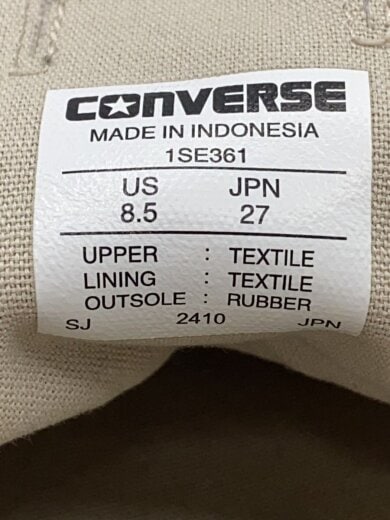 CONVERSE
MADE IN INDONESIA
1SE361
US JPN
8.5 27
UPPER : TEXTILE
LINING : TEXTILE
OUTSOLE : RUBBER
SJ 2410 JPN